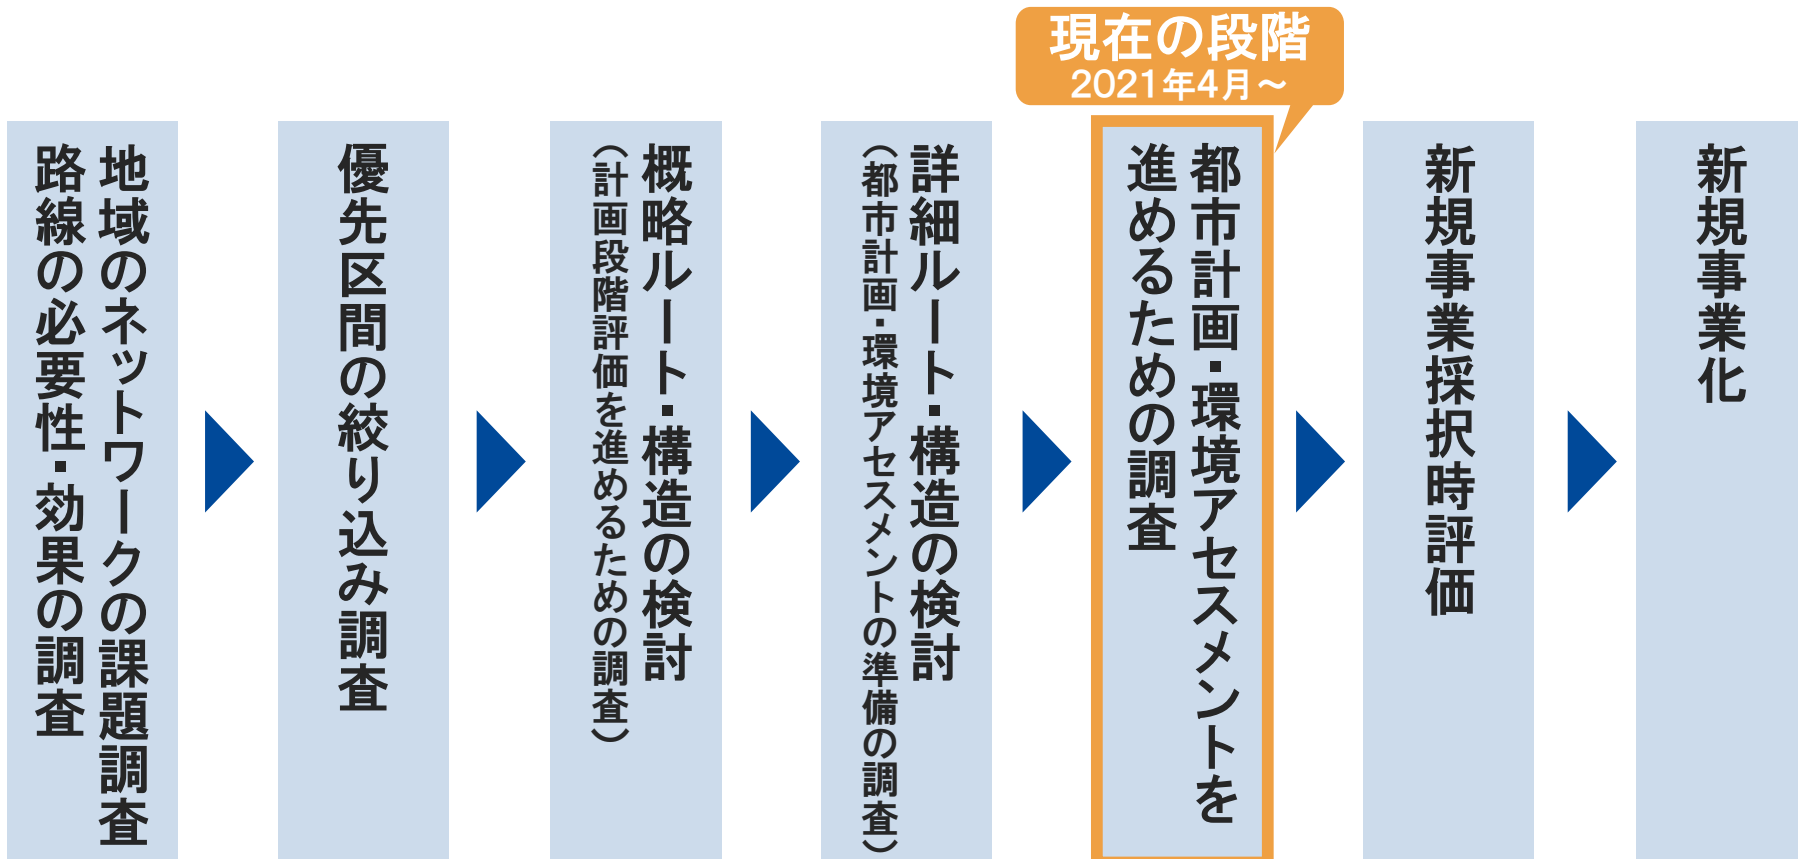 現在の段階
2021年4月～
地域のネットワークの課題調査
路線の必要性・効果の調査
優先区間の絞り込み調査
概略ルート・構造の検討
（計画段階評価を進めるための調査）
詳細ルート・構造の検討
（都市計画・環境アセスメントの準備の調査）
都市計画・環境アセスメントを
進めるための調査
新規事業採択時評価
新規事業化